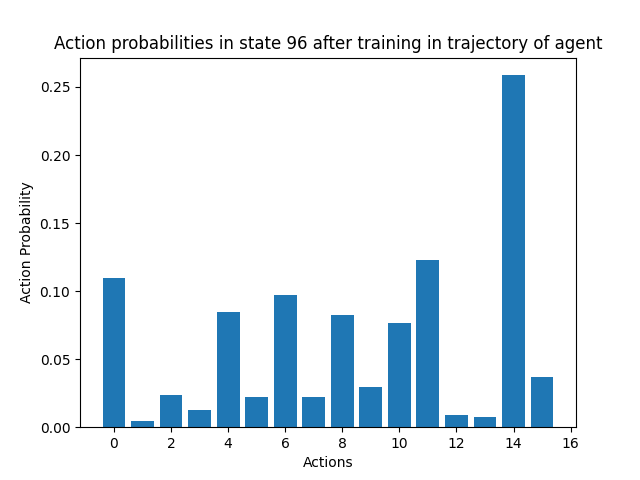 Action probabilities in state 96 after training in trajectory of agent
0.25
0.20
0.15
0.10
0.05
0.00
Action Probability
0 2 4 6 8 10 12 14 16
Actions